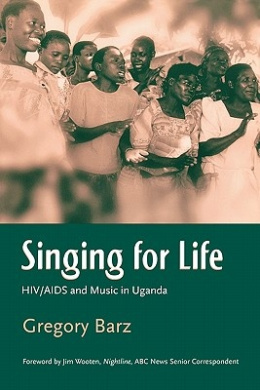 Singing for Life
HIV/AIDS and Music in Uganda
Gregory Barz
Foreword by Jim Wooten, Nightline, ABC News Senior Correspondent